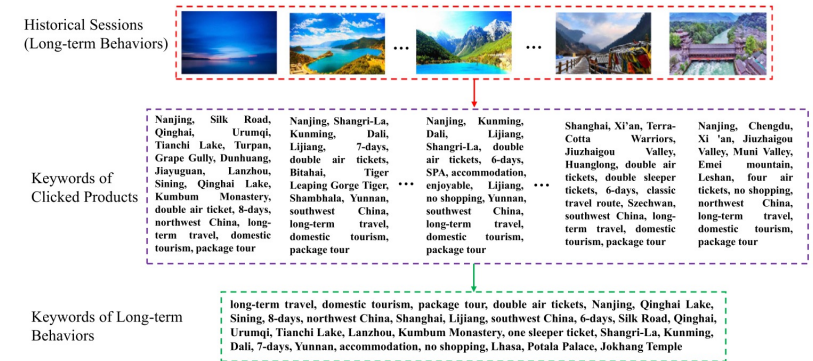 Historical Sessions
(Long-term Behaviors)
...
...
Keywords of
Clicked Products
Nanjing, Silk Road,
Qinghai, Urumqi,
Tianchi Lake, Turpan,
Grape Gully, Dunhuang,
Jiayuguan, Lanzhou,
Sining, Qinghai Lake,
Kumbum Monastery,
double air ticket, 8-days,
northwest China, long-
term travel, domestic
tourism, package tour
Nanjing, Shangri-La,
Kunming, Dali,
Lijiang, 7-days,
double air tickets,
Bitahai, Tiger
Leaping Gorge Tiger,
Shambhala, Yunnan,
southwest China,
long-term travel,
domestic tourism,
package tour
...
Nanjing, Kunming,
Dali, Lijiang,
Shangri-La, double
air tickets, 6-days,
SPA, accommodation,
enjoyable, Lijiang,
no shopping, Yunnan,
southwest China,
long-term travel,
domestic tourism,
package tour
...
Shanghai, Xi'an, Terra-
Cotta Warriors,
Jiuzhaigou Valley,
Huanglong, double air
tickets, double sleeper
tickets, 6-days, classic
travel route, Szechwan,
southwest China, long-
term travel, domestic
tourism, package tour
Nanjing, Chengdu,
Xi 'an, Jiuzhaigou
Valley, Muni Valley,
Emei mountain,
Leshan, four air
tickets, no shopping,
northwest China,
long-term travel,
domestic tourism,
package tour
Keywords of Long-term
Behaviors
long-term travel, domestic tourism, package tour, double air tickets, Nanjing, Qinghai Lake,
Sining, 8-days, northwest China, Shanghai, Lijiang, southwest China, 6-days, Silk Road, Qinghai,
Urumqi, Tianchi Lake, Lanzhou, Kumbum Monastery, one sleeper ticket, Shangri-La, Kunming,
Dali, 7-days, Yunnan, accommodation, no shopping, Lhasa, Potala Palace, Jokhang Temple